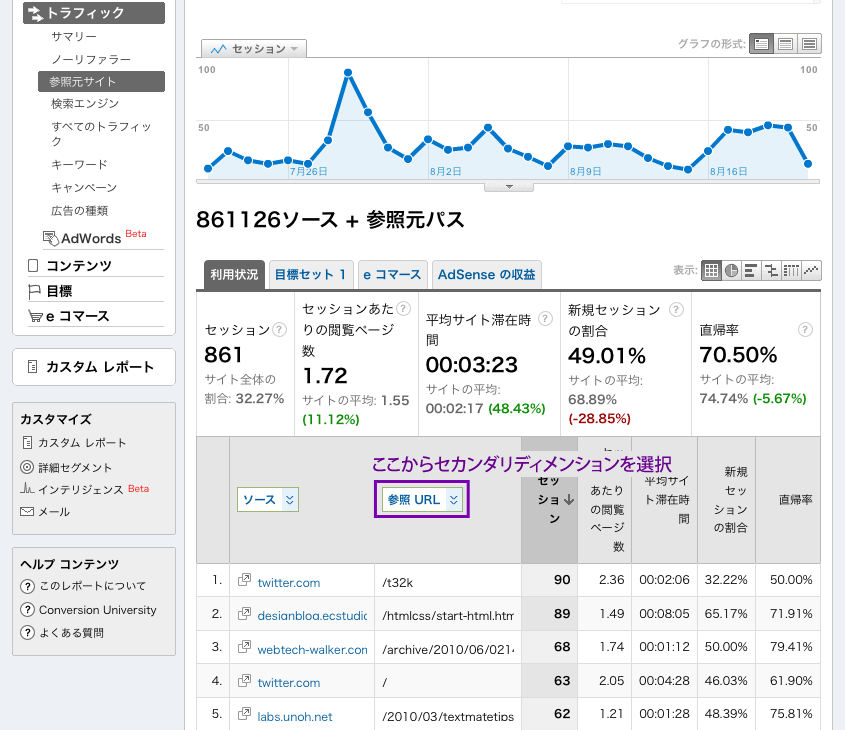 トラフィック
サマリー
ノーリファラー
参照元サイト
検索エンジン
すべてのトラフィッ
ク
キーワード
キャンペーン
広告の種類
AdWords Beta
コンテンツ
目標
e コマース
カスタム レポート
カスタマイズ
カスタム レポート
詳細セグメント
インテリジェンス Beta
メール
ヘルプ コンテンツ
このレポートについて
Conversion University
よくある質問
セッション
グラフの形式:
100 100
50 50
7月26日 8月2日 8月9日 8月16日
861126ソース + 参照元パス
利用状況 目標セット 1 e コマース AdSense の収益
表示:
セッション
861
サイト全体の
割合: 32.27%
セッションあた
りの閲覧ページ
数
1.72
サイトの平均: 1.55
(11.12%)
平均サイト滞在時
間
00:03:23
サイトの平均:
00:02:17 (48.43%)
新規セッション
の割合
49.01%
サイトの平均:
68.89%
(-28.85%)
直帰率
70.50%
サイトの平均:
74.74% (-5.67%)
ここからセカンダリディメンションを選択
ソース
参照 URL
セッ
ショ
ン
あたり
の閲覧
ページ
数
平均サイ
ト滞在時
間
新規
セッ
ション
の割合
直帰率
1. twitter.com /t32k 90 2.36 00:02:06 32.22% 50.00%
2. designblog.ecstudio /htmlcss/start-html.htm 89 1.49 00:08:05 65.17% 71.91%
3. webtech-walker.com /archive/2010/06/0214 68 1.74 00:01:12 50.00% 79.41%
4. twitter.com / 63 2.05 00:04:28 46.03% 61.90%
5. labs.unoh.net /2010/03/textmatetips 62 1.21 00:01:28 48.39% 75.81%